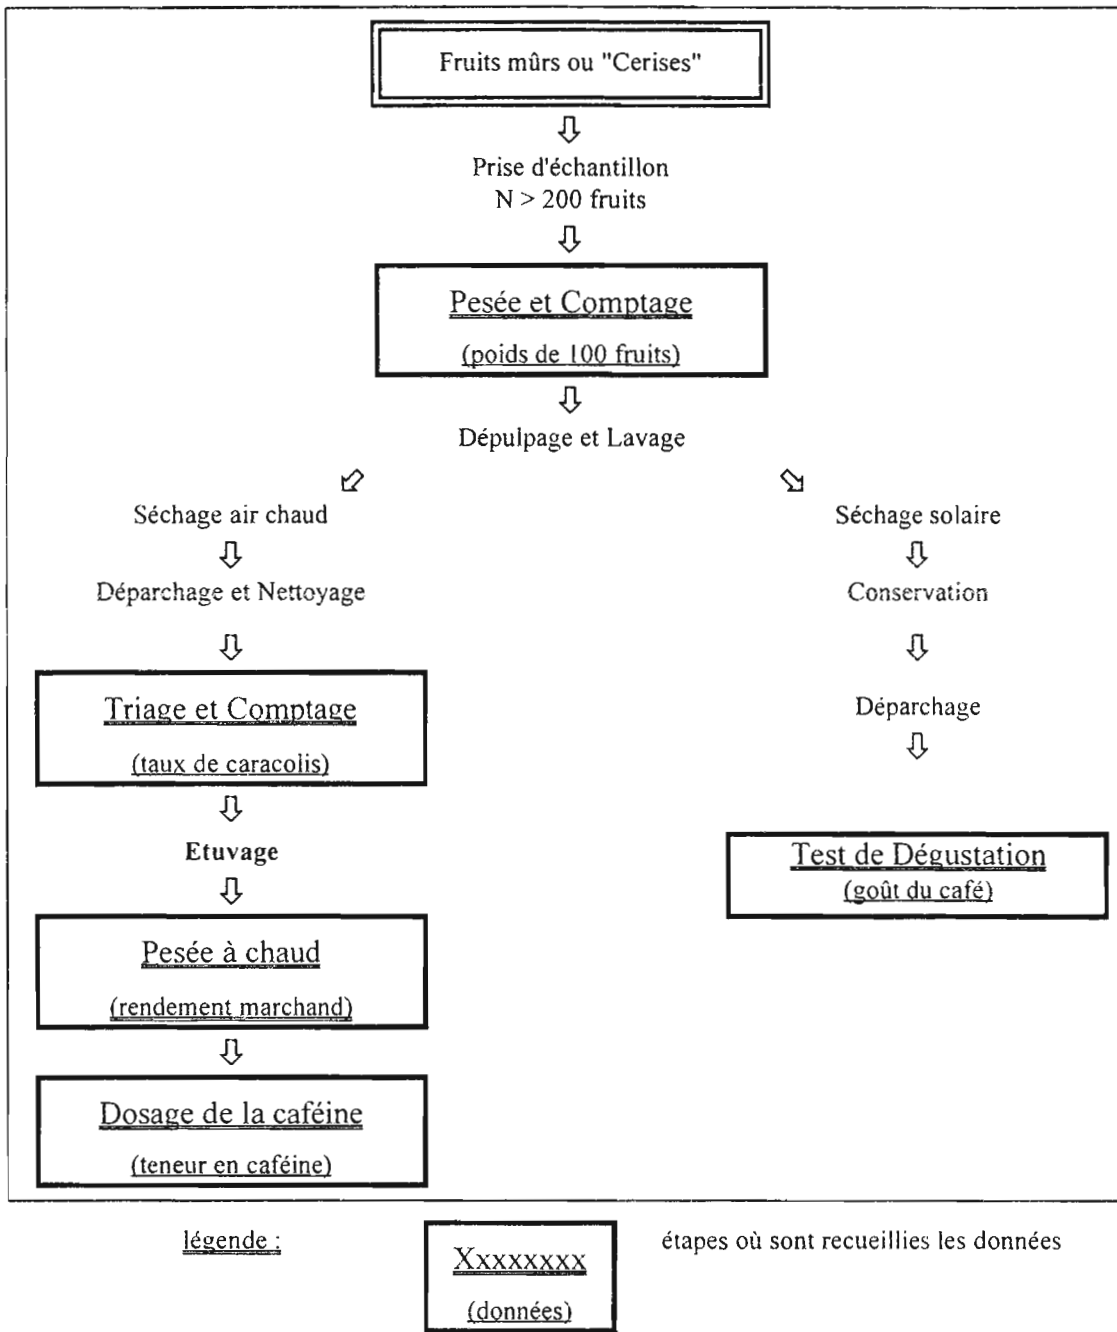 Fruits mûrs ou "Cerises"
Prise d'échantillon
N > 200 fruits
Pesée et Comptage
(poids de 100 fruits)
Dépulpage et Lavage
Séchage air chaud
Déparchage et Nettoyage
Triage et Comptage
(taux de caracolis)
Etuvage
Pesée à chaud
(rendement marchand)
Dosage de la caféine
(teneur en caféine)
Séchage solaire
Conservation
Déparchage
Test de Dégustation
(goût du café)
légende :
Xxxxxxxx
(données)
étapes où sont recueillies les données